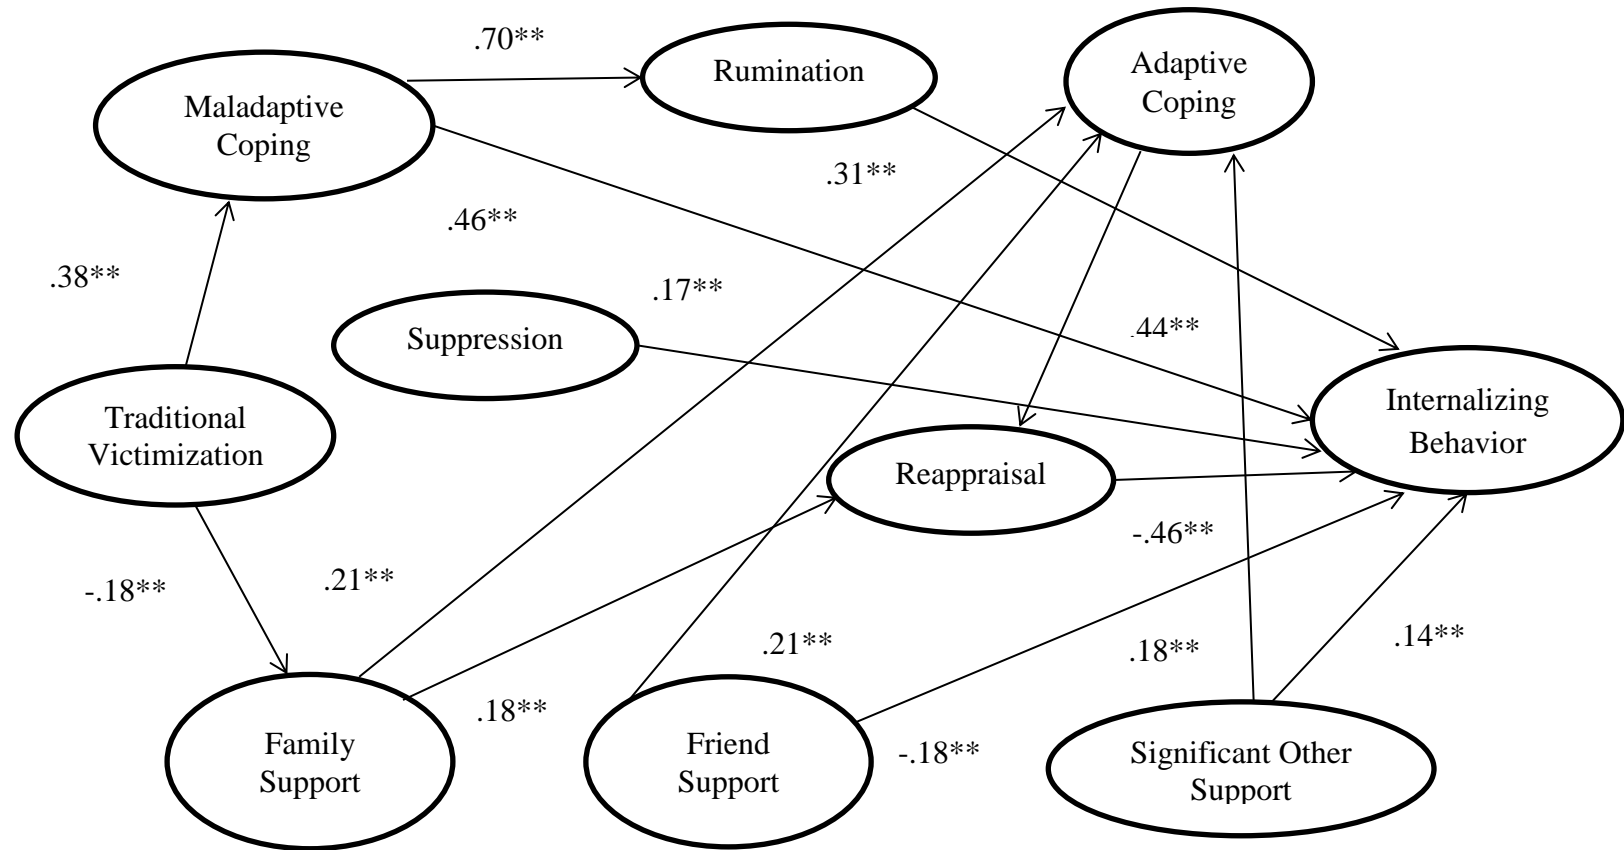 .70**
Rumination
Adaptive
Coping
Maladaptive
Coping
.31**
.46**
.38**
.17**
.44**
Suppression
Traditional
Victimization
Internalizing
Behavior
Reappraisal
-.46**
-.18**
.21**
.21**
.18**
.14**
.18**
-.18**
Family
Support
Friend
Support
Significant Other
Support